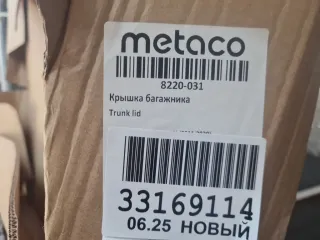 metaco
8220-031
Крышка багажника
Trunk lid
33169114
06.25 НОВЫЙ